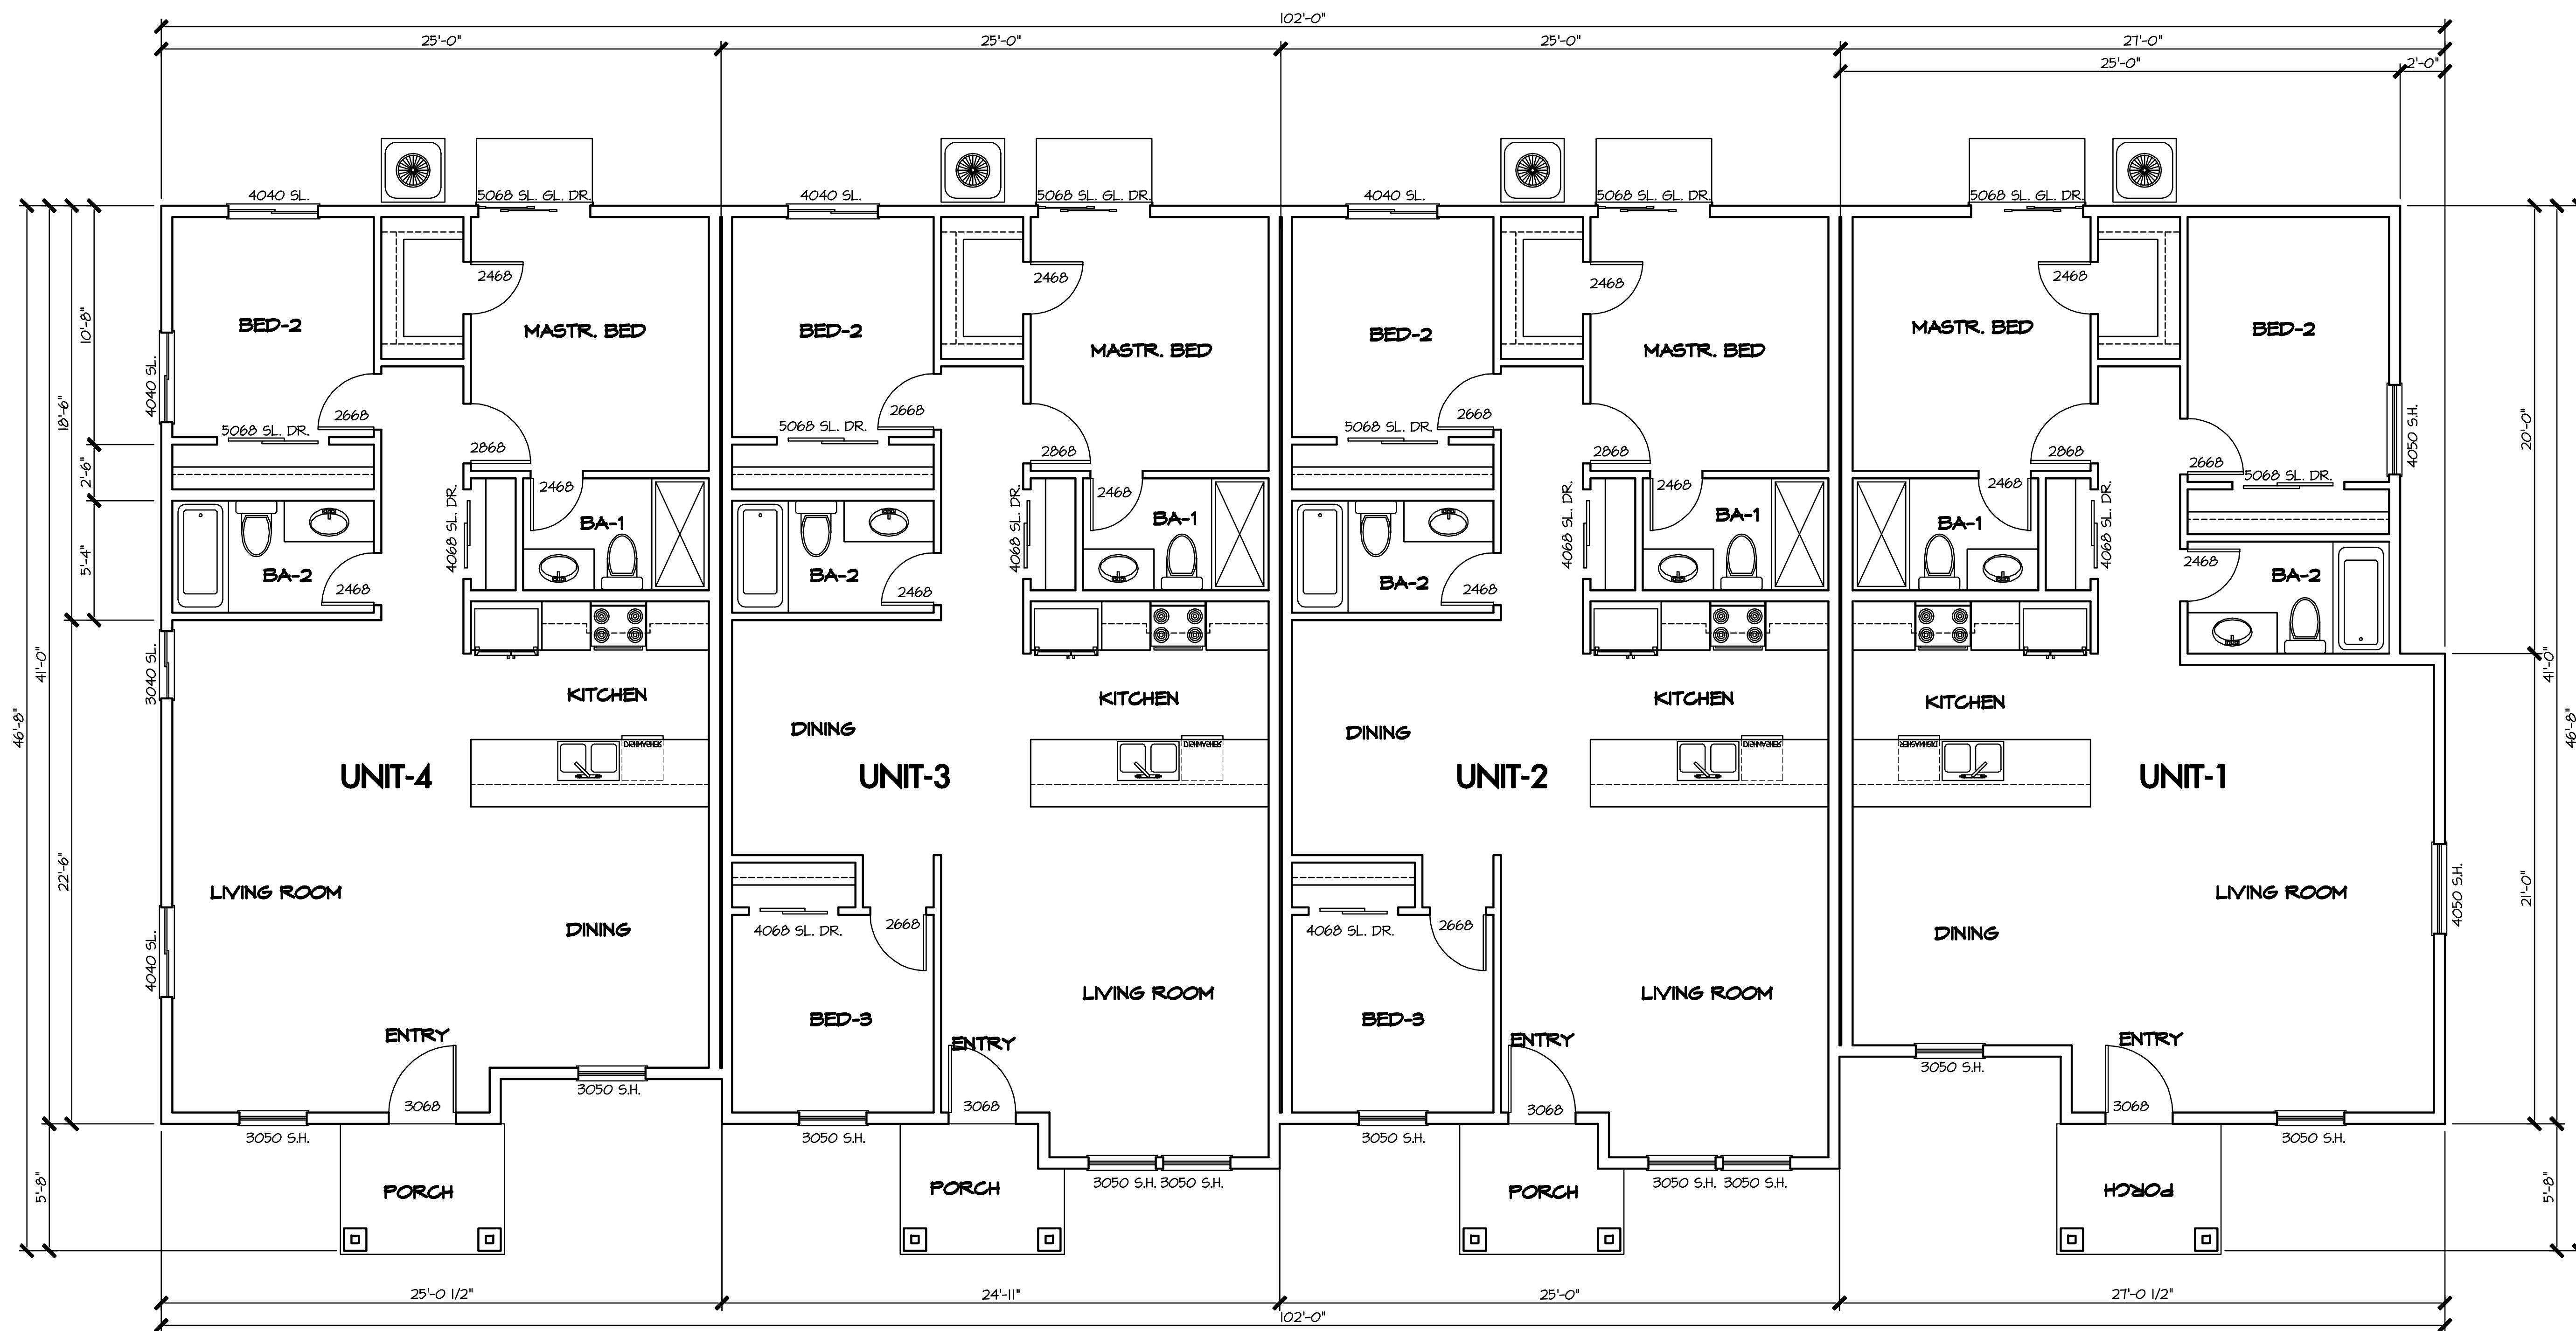 102'-0"
25'-0"
25'-0"
25'-0"
27'-0"
25'-0"
2'-0"
4040 SL.
5068 SL. GL. DR.
4040 SL.
5068 SL. GL. DR.
4040 SL.
5068 SL. GL. DR.
5068 SL. GL. DR.
2468
2468
2468
2468
BED-2
MASTR. BED
BED-2
MASTR. BED
BED-2
MASTR. BED
MASTR. BED
BED-2
10'-8"
18'-6"
4040 SL.
20'-0"
4050 S.H.
2668
2668
2668
5068 SL. DR.
5068 SL. DR.
5068 SL. DR.
2868
2868
2868
2868
2668
5068 SL. DR.
2'-6"
2468
2468
2468
2468
4068 SL. DR.
4068 SL. DR.
4068 SL. DR.
4068 SL. DR.
BA-1
BA-1
BA-1
BA-1
5'-4"
BA-2
BA-2
BA-2
BA-2
2468
2468
2468
2468
41'-0"
3040 SL.
41'-0"
46'-8"
46'-8"
KITCHEN
KITCHEN
KITCHEN
KITCHEN
DINING
DINING
DISHWASHER
DISHWASHER
DISHWASHER
DISHWASHER
UNIT-4
UNIT-3
UNIT-2
UNIT-1
22'-6"
21'-0"
4050 S.H.
LIVING ROOM
LIVING ROOM
DINING
DINING
4040 SL.
4068 SL. DR.
2668
4068 SL. DR.
2668
LIVING ROOM
LIVING ROOM
BED-3
BED-3
ENTRY
ENTRY
ENTRY
ENTRY
3050 S.H.
3050 S.H.
3068
3068
3068
3068
3050 S.H.
3050 S.H.
3050 S.H.
3050 S.H.
3050 S.H. 3050 S.H.
3050 S.H. 3050 S.H.
5'-8"
5'-8"
PORCH
PORCH
PORCH
PORCH
25'-0 1/2"
24'-11"
25'-0"
27'-0 1/2"
102'-0"